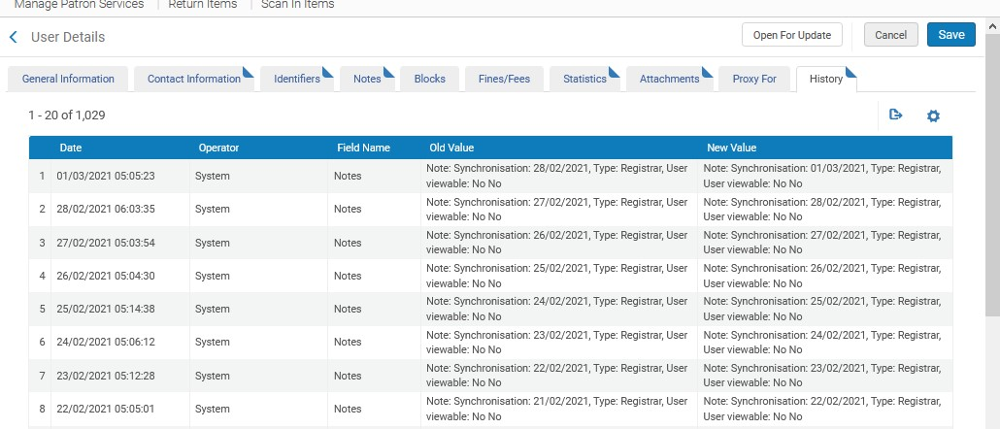 Manage Patron Services | Return Items | Scan In Items
User Details
Open For Update
Cancel
Save
General Information
Contact Information
Identifiers
Notes
Blocks
Fines/Fees
Statistics
Attachments
Proxy For
History
1 - 20 of 1,029
Date Operator Field Name Old Value New Value
1 01/03/2021 05:05:23 System Notes Note: Synchronisation: 28/02/2021, Type: Registrar, User Note: Synchronisation: 01/03/2021, Type: Registrar,
viewable: No No User viewable: No No
2 28/02/2021 06:03:35 System Notes Note: Synchronisation: 27/02/2021, Type: Registrar, User Note: Synchronisation: 28/02/2021, Type: Registrar,
viewable: No No User viewable: No No
3 27/02/2021 05:03:54 System Notes Note: Synchronisation: 26/02/2021, Type: Registrar, User Note: Synchronisation: 27/02/2021, Type: Registrar,
viewable: No No User viewable: No No
4 26/02/2021 05:04:30 System Notes Note: Synchronisation: 25/02/2021, Type: Registrar, User Note: Synchronisation: 26/02/2021, Type: Registrar,
viewable: No No User viewable: No No
5 25/02/2021 05:14:38 System Notes Note: Synchronisation: 24/02/2021, Type: Registrar, User Note: Synchronisation: 25/02/2021, Type: Registrar,
viewable: No No User viewable: No No
6 24/02/2021 05:06:12 System Notes Note: Synchronisation: 23/02/2021, Type: Registrar, User Note: Synchronisation: 24/02/2021, Type: Registrar,
viewable: No No User viewable: No No
7 23/02/2021 05:12:28 System Notes Note: Synchronisation: 22/02/2021, Type: Registrar, User Note: Synchronisation: 23/02/2021, Type: Registrar,
viewable: No No User viewable: No No
8 22/02/2021 05:05:01 System Notes Note: Synchronisation: 21/02/2021, Type: Registrar, User Note: Synchronisation: 22/02/2021, Type: Registrar,
viewable: No No User viewable: No No